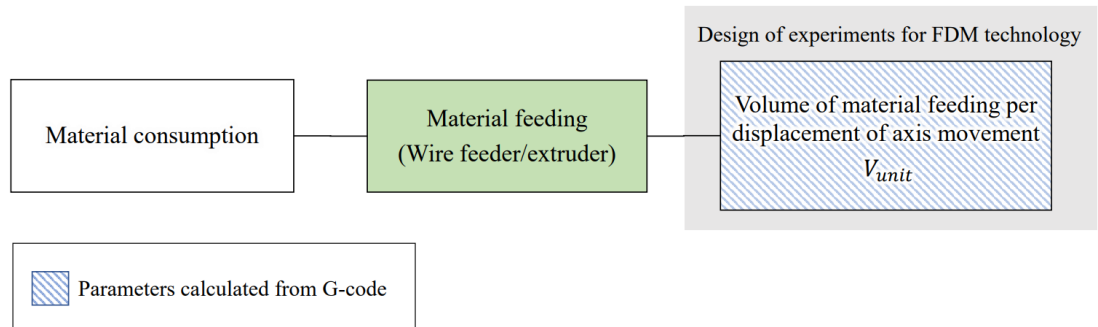 Design of experiments for FDM technology
Material consumption
Material feeding
(Wire feeder/extruder)
Volume of material feeding per
displacement of axis movement
V_unit
Parameters calculated from G-code